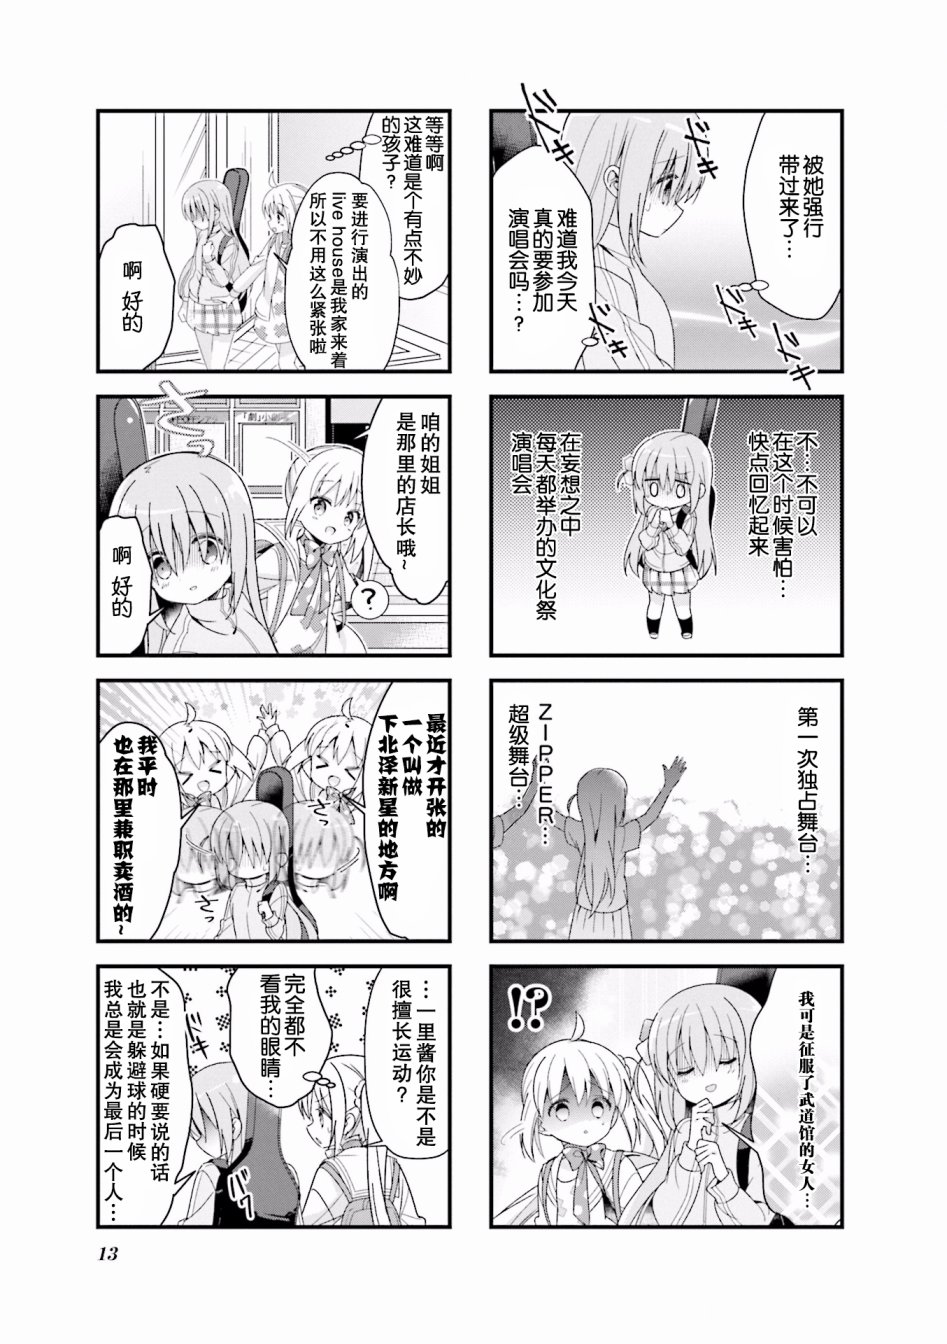 被她强行
带过来了…
难道我今天
真的要参加
演唱会吗…?
ドキ
ドキ
ドキ
ドキ
不…不可以
在这个时候害怕…
快点回忆起来
在妄想之中
每天都举办的文化祭
演唱会
第一次独占舞台…
ZIPPER…
超级舞台…
我可是征服了武道馆的女人…
!?
等等啊
这难道是个有点不妙
的孩子?
要进行演出的
live house是我家来着
所以不用这么紧张啦
啊 好的
咱的姐姐
是那里的店长哦~
?
「劇」小劇
啊 好的
最近才开张的
一个叫做
下北泽新星的地方啊
我平时
也在那里兼职卖酒的~
さっ
さっ
…一里酱你是不是
很擅长运动?
完全都不
看我的眼睛…
不是…如果硬要说的话
也就是躲避球的时候
我总是会成为最后一个人…
13